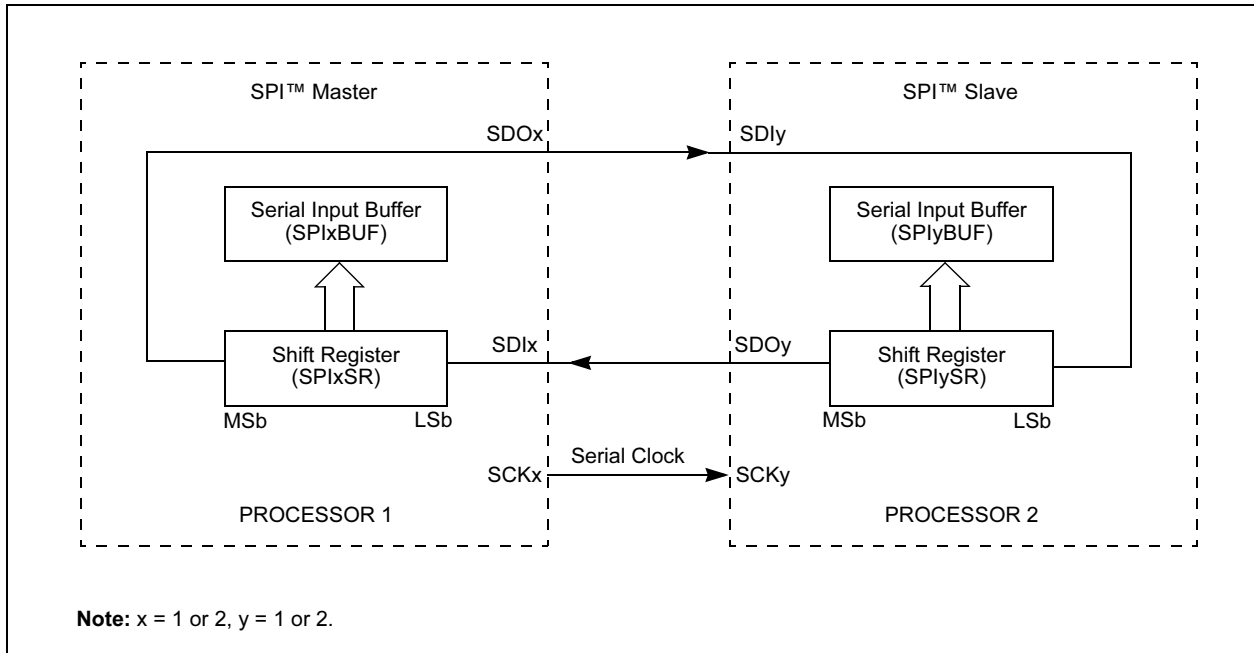 SPI™ Master
SPI™ Slave
SDOx
SDIy
Serial Input Buffer
(SPIxBUF)
Serial Input Buffer
(SPIyBUF)
SDIx
SDOy
Shift Register
(SPIxSR)
Shift Register
(SPIySR)
MSb
LSb
MSb
LSb
Serial Clock
SCKx
SCKy
PROCESSOR 1
PROCESSOR 2
Note: x = 1 or 2, y = 1 or 2.